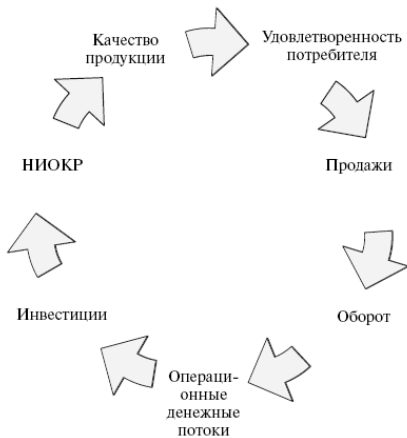 Качество
продукции
Удовлетворенность
потребителя
НИОКР
Продажи
Инвестиции
Оборот
Операци-
онные
денежные
потоки